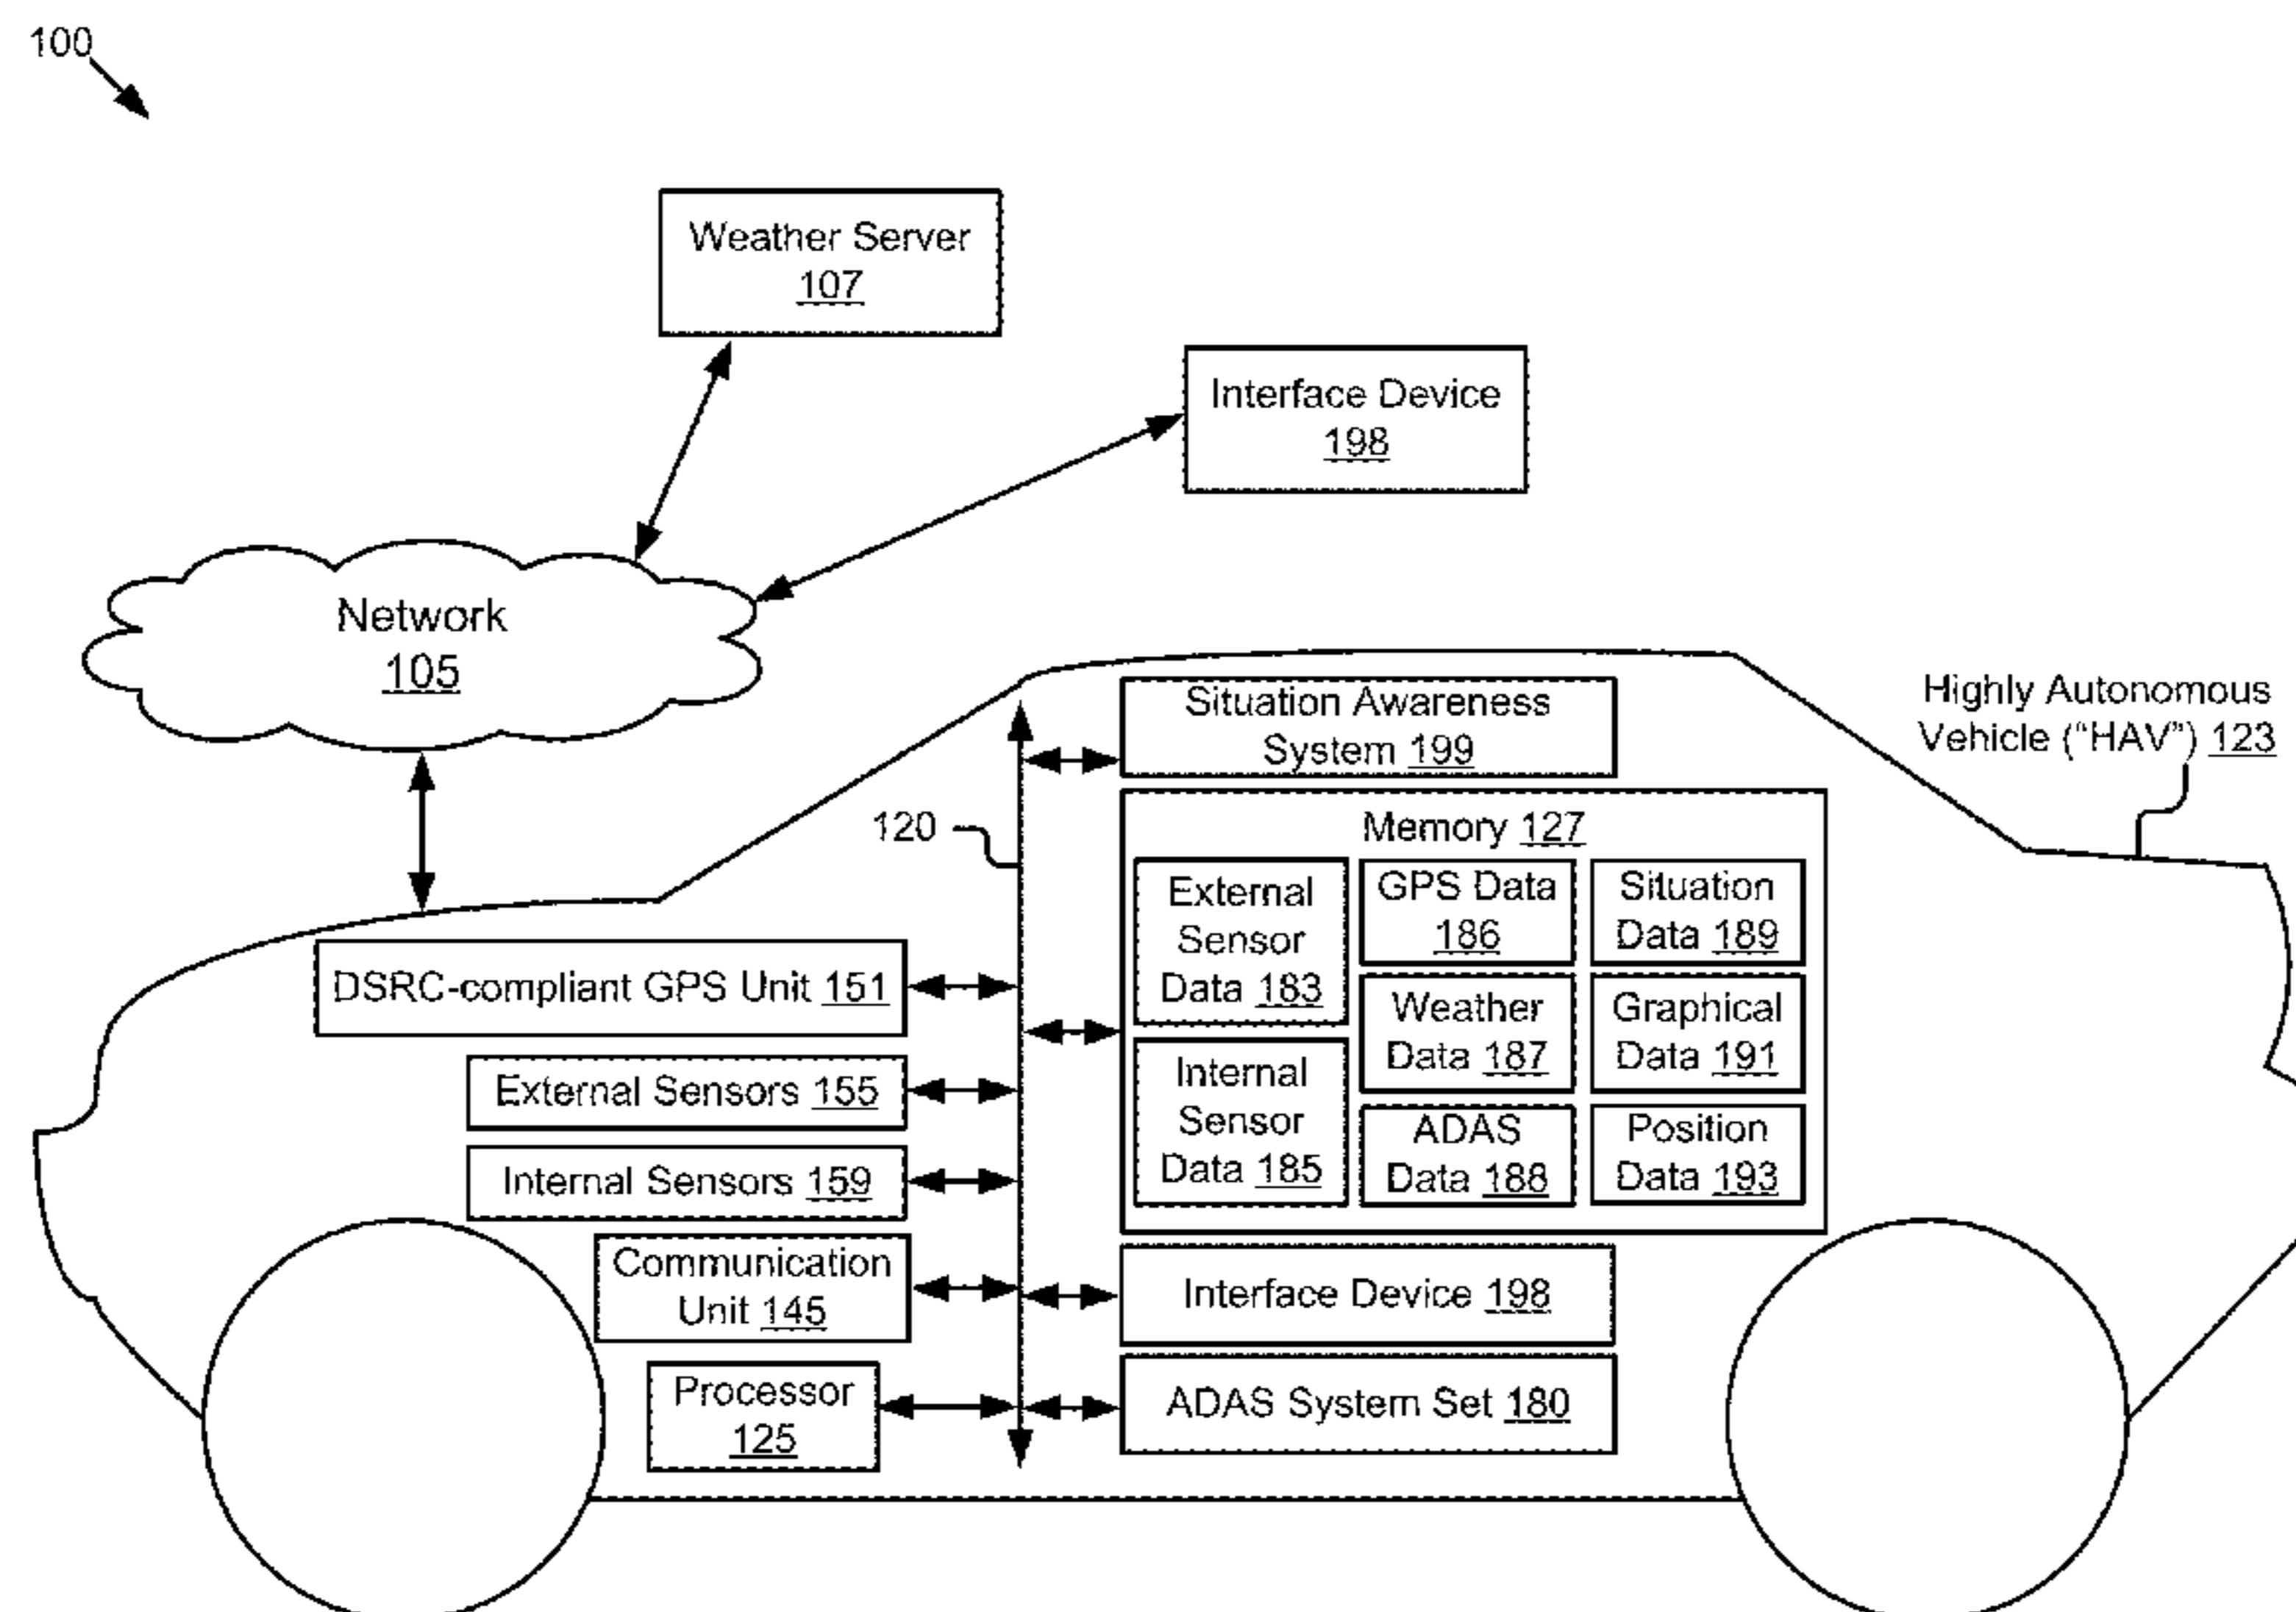 100
Weather Server
107
Interface Device
198
Network
105
Highly Autonomous
Vehicle (“HAV”) 123
120
Situation Awareness
System 199
Memory 127
External
Sensor
Data 183
GPS Data
186
Situation
Data 189
Weather
Data 187
Graphical
Data 191
Internal
Sensor
Data 185
ADAS
Data 188
Position
Data 193
DSRC-compliant GPS Unit 151
External Sensors 155
Internal Sensors 159
Communication
Unit 145
Processor
125
Interface Device 198
ADAS System Set 180